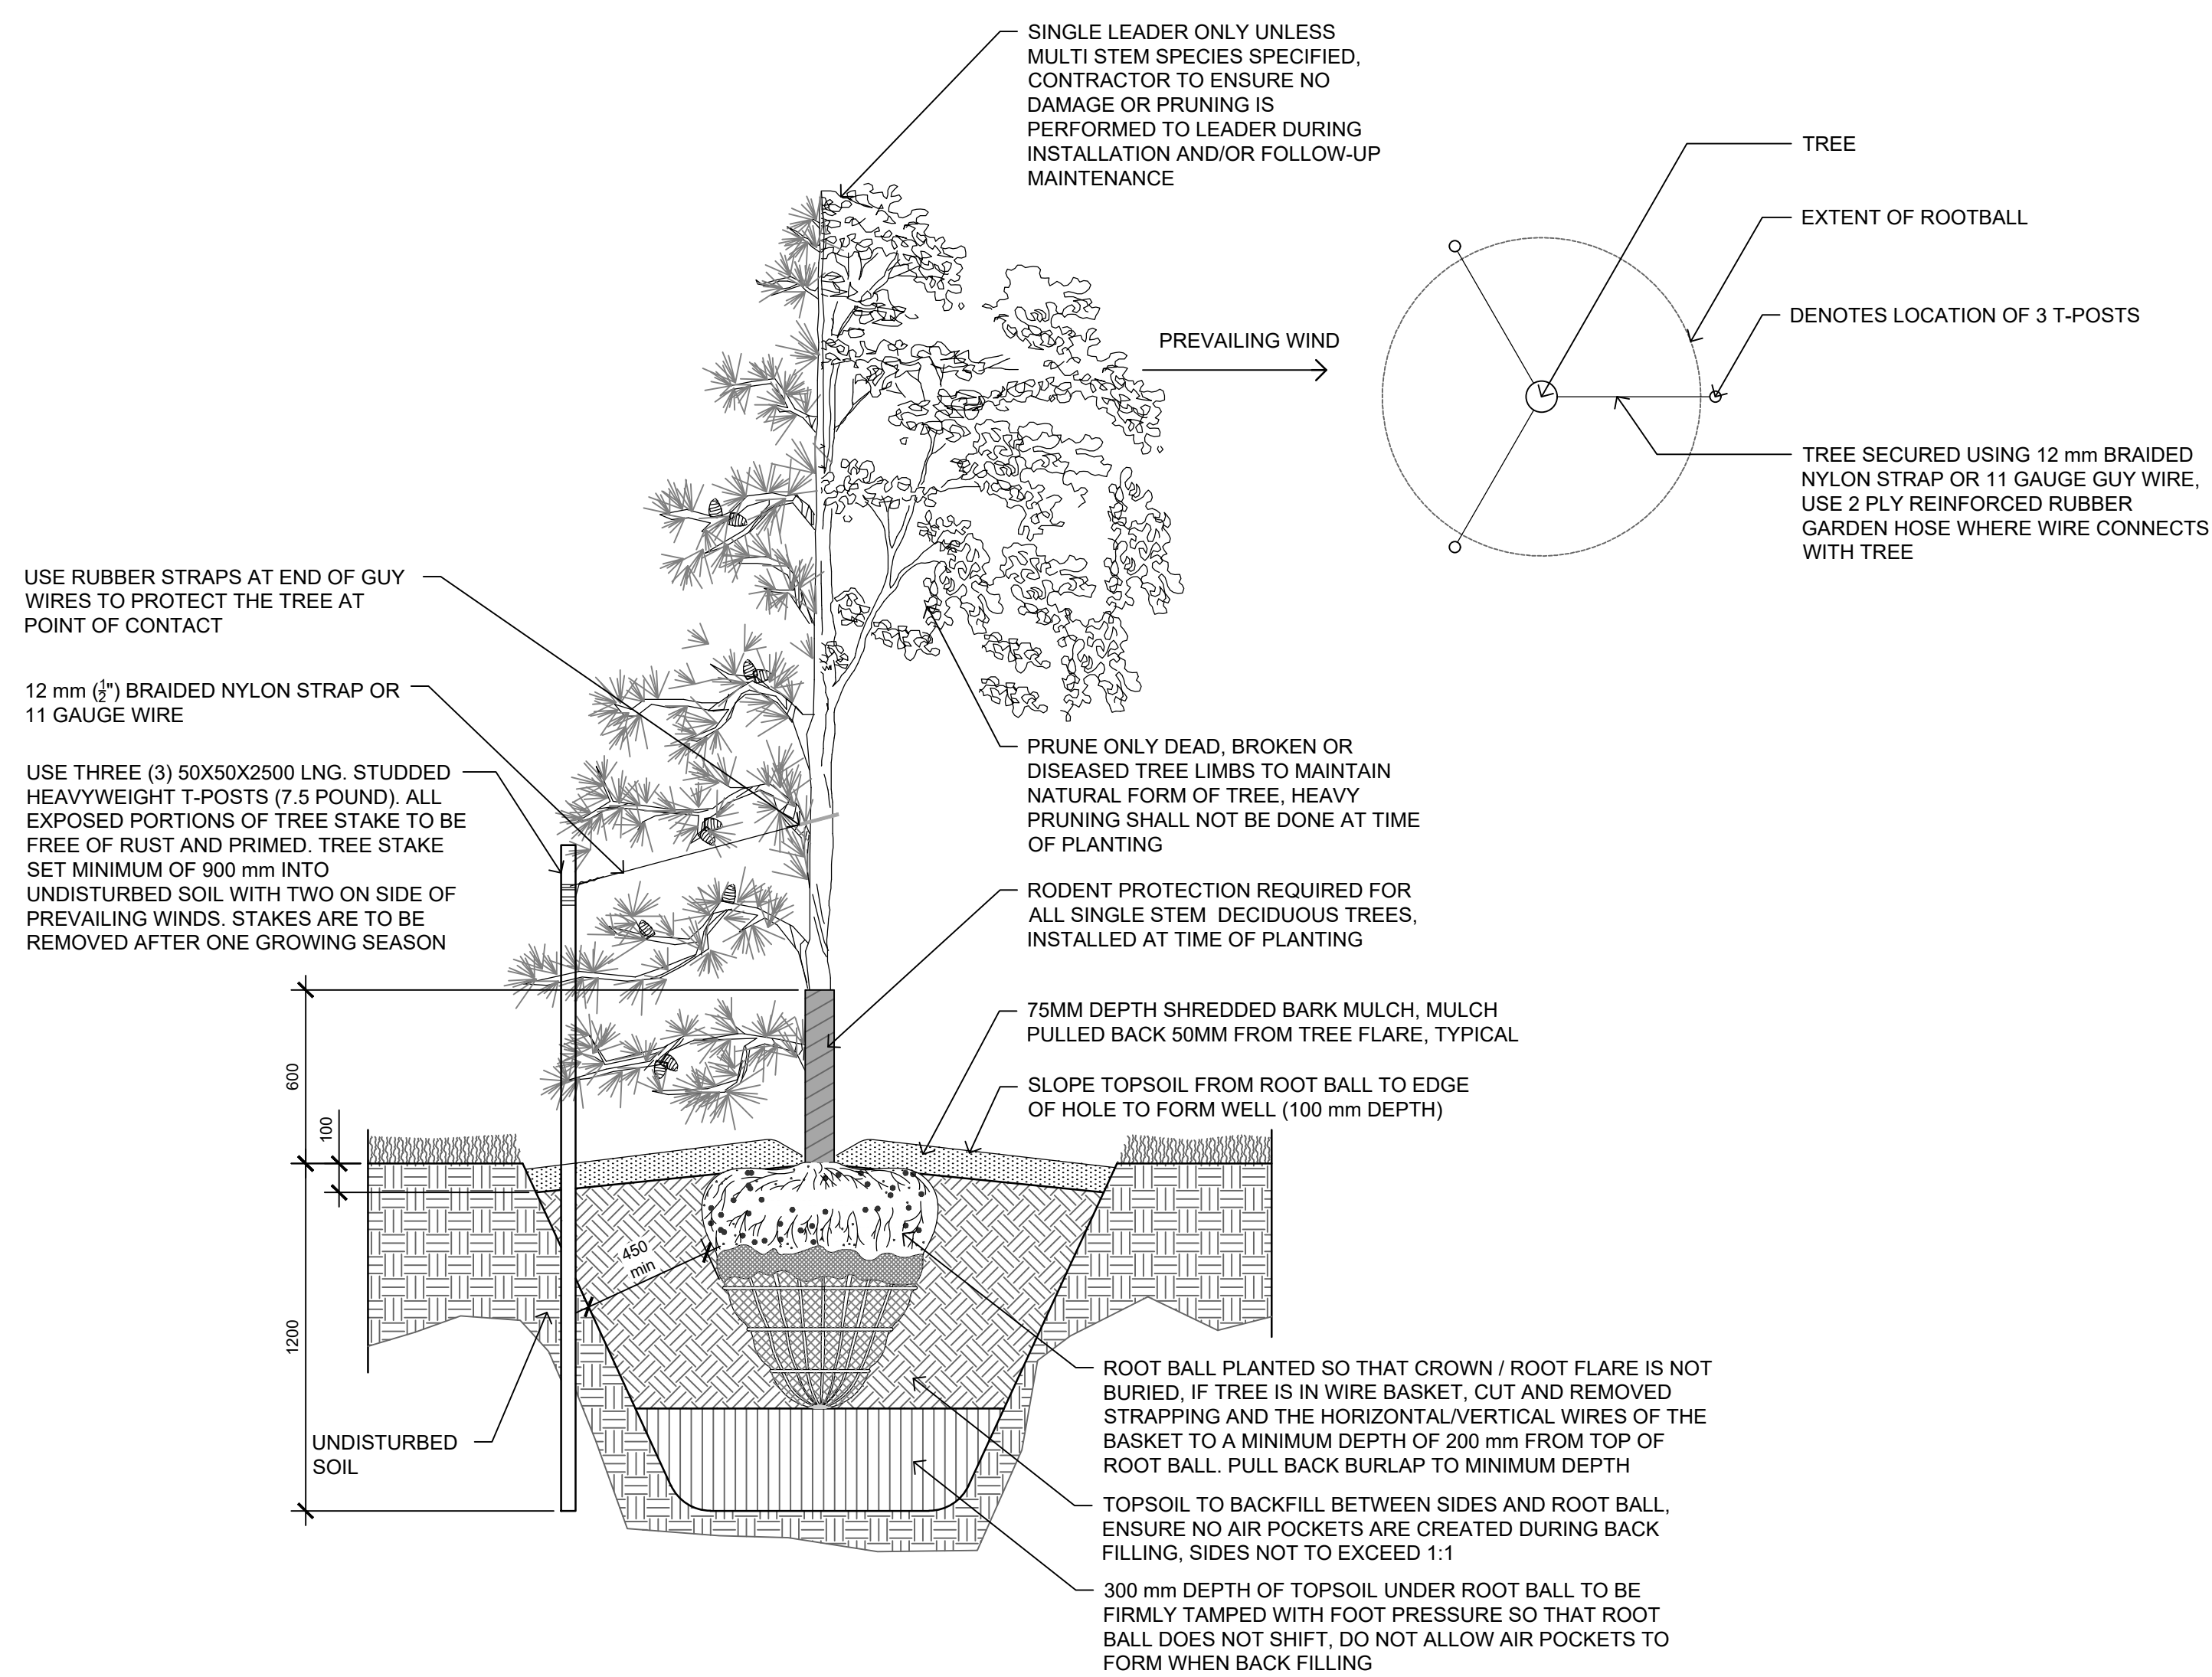 SINGLE LEADER ONLY UNLESS
MULTI STEM SPECIES SPECIFIED,
CONTRACTOR TO ENSURE NO
DAMAGE OR PRUNING IS
PERFORMED TO LEADER DURING
INSTALLATION AND/OR FOLLOW-UP
MAINTENANCE
TREE
EXTENT OF ROOTBALL
DENOTES LOCATION OF 3 T-POSTS
PREVAILING WIND
TREE SECURED USING 12 mm BRAIDED
NYLON STRAP OR 11 GAUGE GUY WIRE,
USE 2 PLY REINFORCED RUBBER
GARDEN HOSE WHERE WIRE CONNECTS
WITH TREE
USE RUBBER STRAPS AT END OF GUY
WIRES TO PROTECT THE TREE AT
POINT OF CONTACT
12 mm (1/2") BRAIDED NYLON STRAP OR
11 GAUGE WIRE
USE THREE (3) 50X50X2500 LNG. STUDDED
HEAVYWEIGHT T-POSTS (7.5 POUND). ALL
EXPOSED PORTIONS OF TREE STAKE TO BE
FREE OF RUST AND PRIMED. TREE STAKE
SET MINIMUM OF 900 mm INTO
UNDISTURBED SOIL WITH TWO ON SIDE OF
PREVAILING WINDS. STAKES ARE TO BE
REMOVED AFTER ONE GROWING SEASON
PRUNE ONLY DEAD, BROKEN OR
DISEASED TREE LIMBS TO MAINTAIN
NATURAL FORM OF TREE, HEAVY
PRUNING SHALL NOT BE DONE AT TIME
OF PLANTING
RODENT PROTECTION REQUIRED FOR
ALL SINGLE STEM DECIDUOUS TREES,
INSTALLED AT TIME OF PLANTING
75MM DEPTH SHREDDED BARK MULCH, MULCH
PULLED BACK 50MM FROM TREE FLARE, TYPICAL
SLOPE TOPSOIL FROM ROOT BALL TO EDGE
OF HOLE TO FORM WELL (100 mm DEPTH)
600
100
450
min
1200
UNDISTURBED
SOIL
ROOT BALL PLANTED SO THAT CROWN / ROOT FLARE IS NOT
BURIED, IF TREE IS IN WIRE BASKET, CUT AND REMOVED
STRAPPING AND THE HORIZONTAL/VERTICAL WIRES OF THE
BASKET TO A MINIMUM DEPTH OF 200 mm FROM TOP OF
ROOT BALL. PULL BACK BURLAP TO MINIMUM DEPTH
TOPSOIL TO BACKFILL BETWEEN SIDES AND ROOT BALL,
ENSURE NO AIR POCKETS ARE CREATED DURING BACK
FILLING, SIDES NOT TO EXCEED 1:1
300 mm DEPTH OF TOPSOIL UNDER ROOT BALL TO BE
FIRMLY TAMPED WITH FOOT PRESSURE SO THAT ROOT
BALL DOES NOT SHIFT, DO NOT ALLOW AIR POCKETS TO
FORM WHEN BACK FILLING